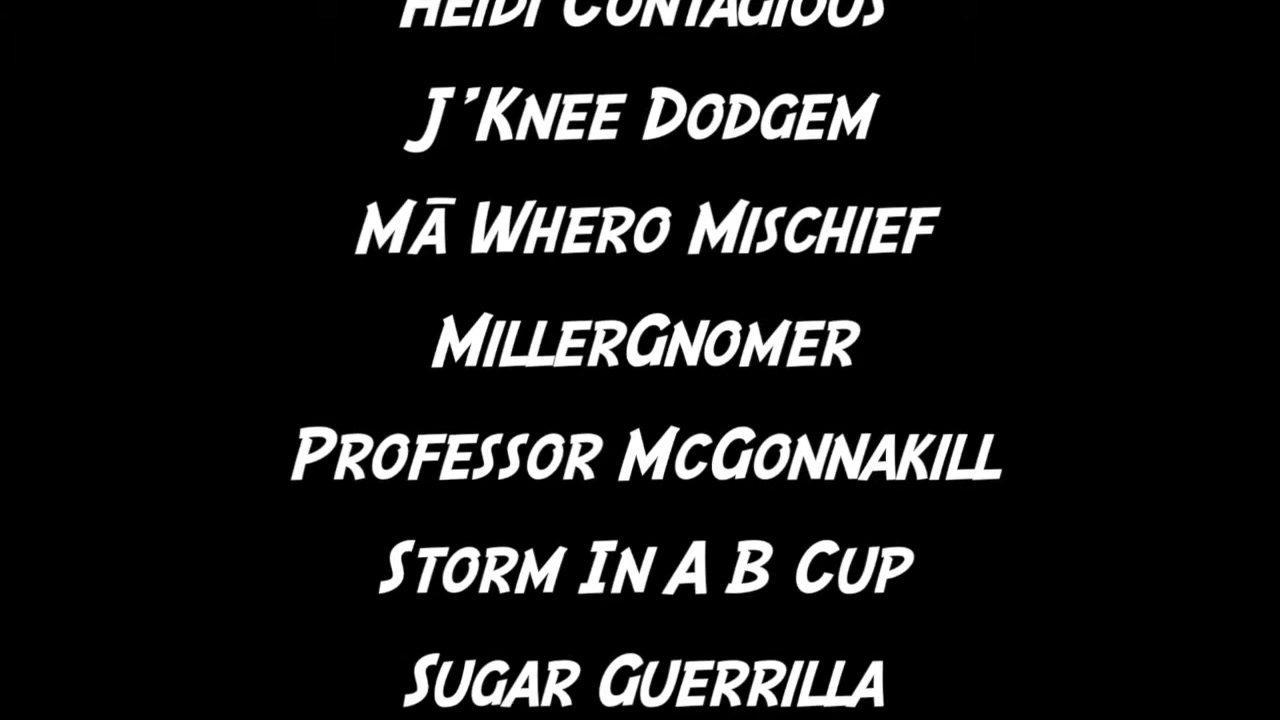 Heidi Contagious
J'Knee Dodgem
Mā Whero Mischief
MillerGnomer
Professor McGonnakill
Storm In A B Cup
Sugar Guerrilla